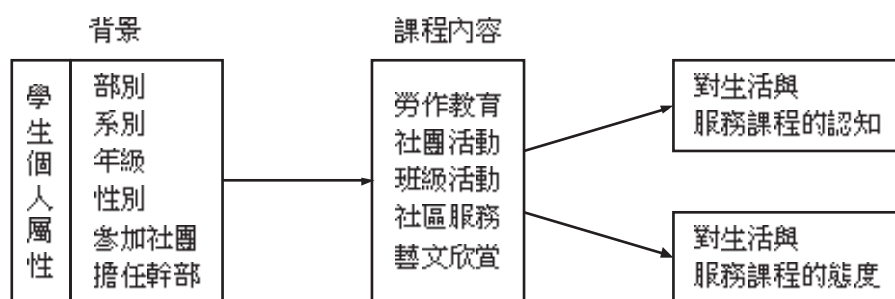 背景
課程內容
學生個人屬性
部別
系別
年級
性別
參加社團
擔任幹部
勞作教育
社團活動
班級活動
社區服務
藝文欣賞
對生活與
服務課程的認知
對生活與
服務課程的態度